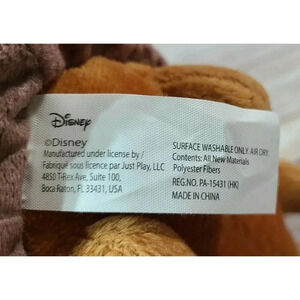 Disney
©Disney
Manufactured under license by /
Fabriqué sous licence par Just Play, LLC
4850 T-Rex Ave, Suite 100,
Boca Raton, FL 33431, USA
SURFACE WASHABLE ONLY. AIR DRY.
Contents: All New Materials
Polyester Fibers
REG.NO. PA-15431 (HK)
MADE IN CHINA